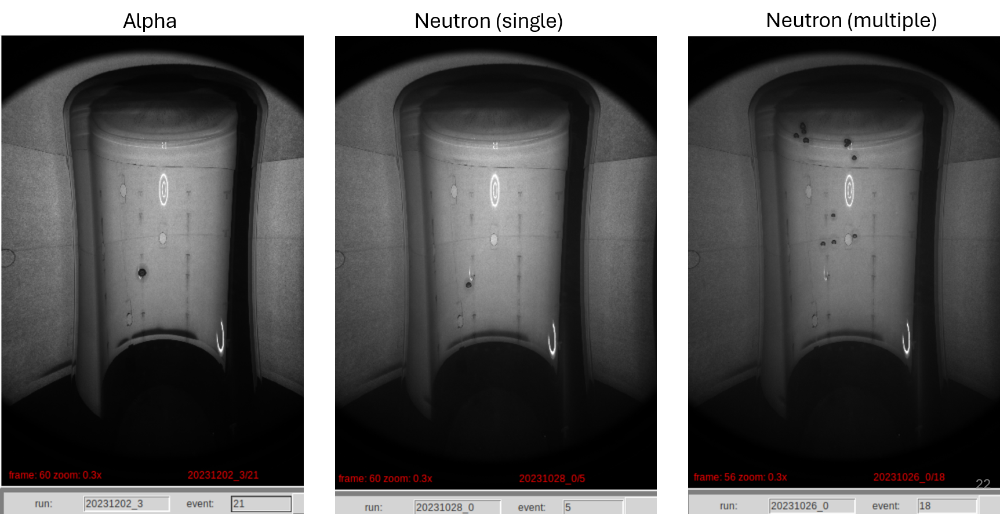 Alpha
Neutron (single)
Neutron (multiple)
frame: 60 zoom: 0.3x
20231202_3/21
frame: 60 zoom: 0.3x
20231028_0/5
frame: 56 zoom: 0.3x
20231026_0/18
22
run:
20231202_3
event:
21
run:
20231028_0
event:
5
run:
20231026_0
event:
18